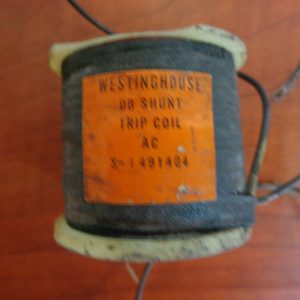 WESTINGHOUSE
DB SHUNT
TRIP COIL
AC
S-1491404